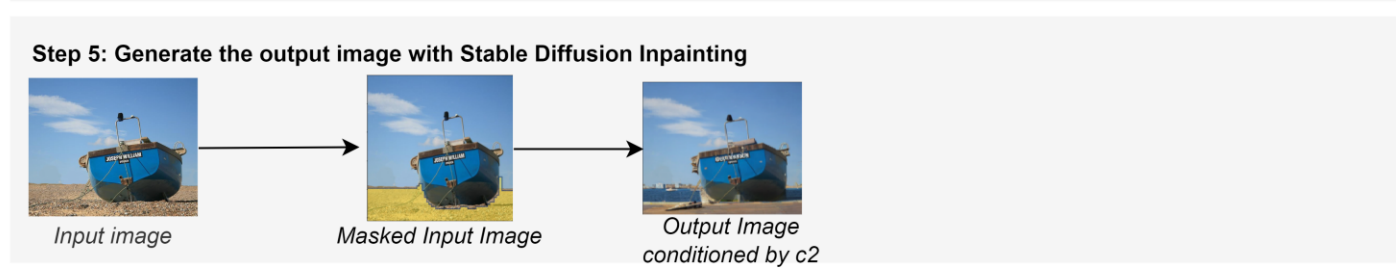 Step 5: Generate the output image with Stable Diffusion Inpainting
JOSEPH WILLIAM
JOSEPH WILLIAM
Input image
Masked Input Image
Output Image
conditioned by c2